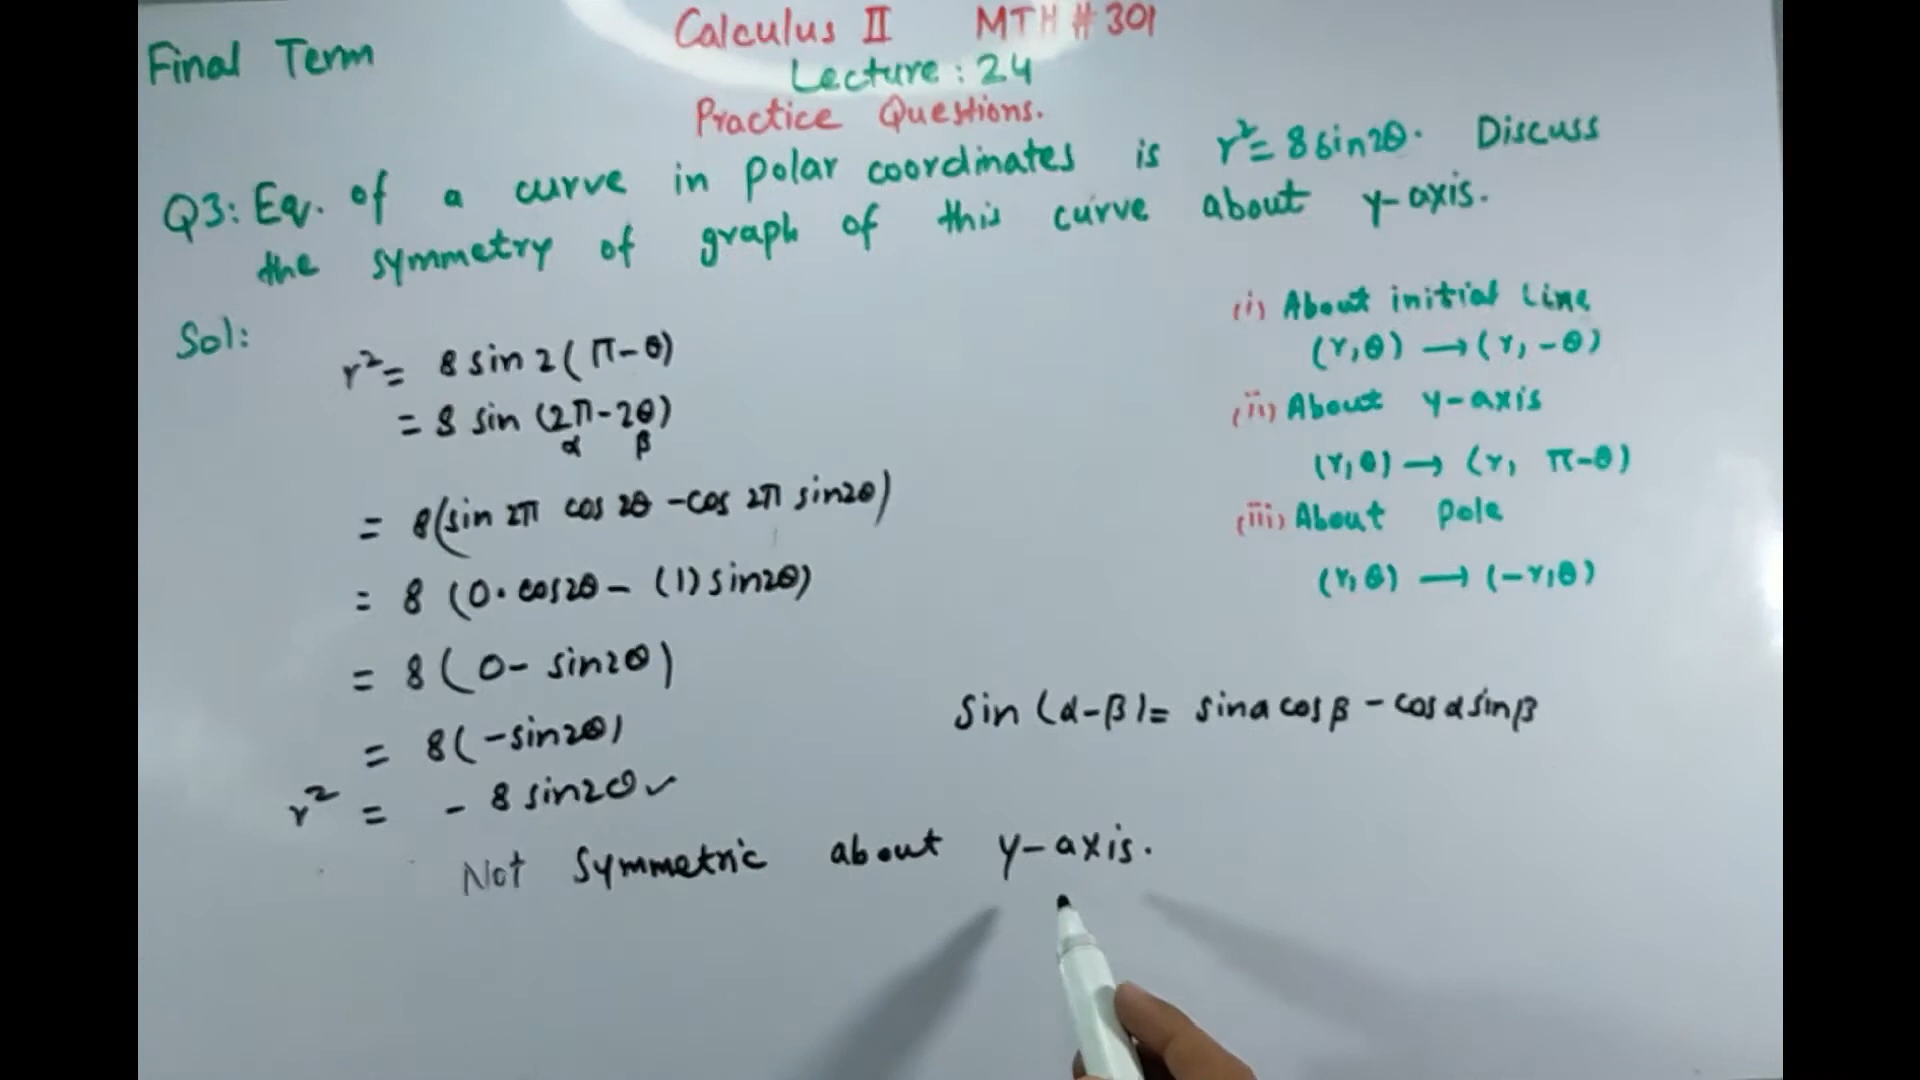 Final Term
Calculus II MTH # 301
Lecture : 24
Practice Questions.
Q3: Eq. of a curve in polar coordinates is r² = 8 sin2θ. Discuss
the symmetry of graph of this curve about y-axis.
Sol:
r² = 8 sin 2(π-θ)
= 8 sin (2π-2θ)
α β
= 8(sin 2π cos 2θ - cos 2π sin2θ)
= 8 (0·cos2θ - (1) sin2θ)
= 8 (0 - sin2θ)
= 8(-sin2θ)
r² = - 8 sin2θ ✓
Not Symmetric about y-axis.
(i) About initial Line
(r,θ) → (r, -θ)
(ii) About y-axis
(r,θ) → (r, π-θ)
(iii) About Pole
(r,θ) → (-r,θ)
sin (α-β) = sinα cosβ - cosα sinβ